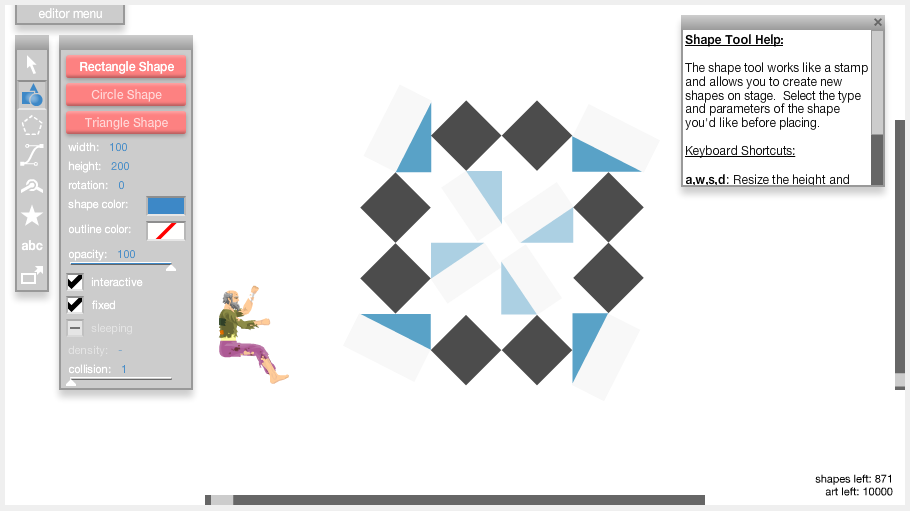 editor menu
Rectangle Shape
Circle Shape
Triangle Shape
width: 100
height: 200
rotation: 0
shape color:
outline color:
opacity: 100
interactive
fixed
sleeping
density: -
collision: 1
abc
Shape Tool Help:
The shape tool works like a stamp
and allows you to create new
shapes on stage. Select the type
and parameters of the shape
you'd like before placing.
Keyboard Shortcuts:
a,w,s,d: Resize the height and
shapes left: 871
art left: 10000